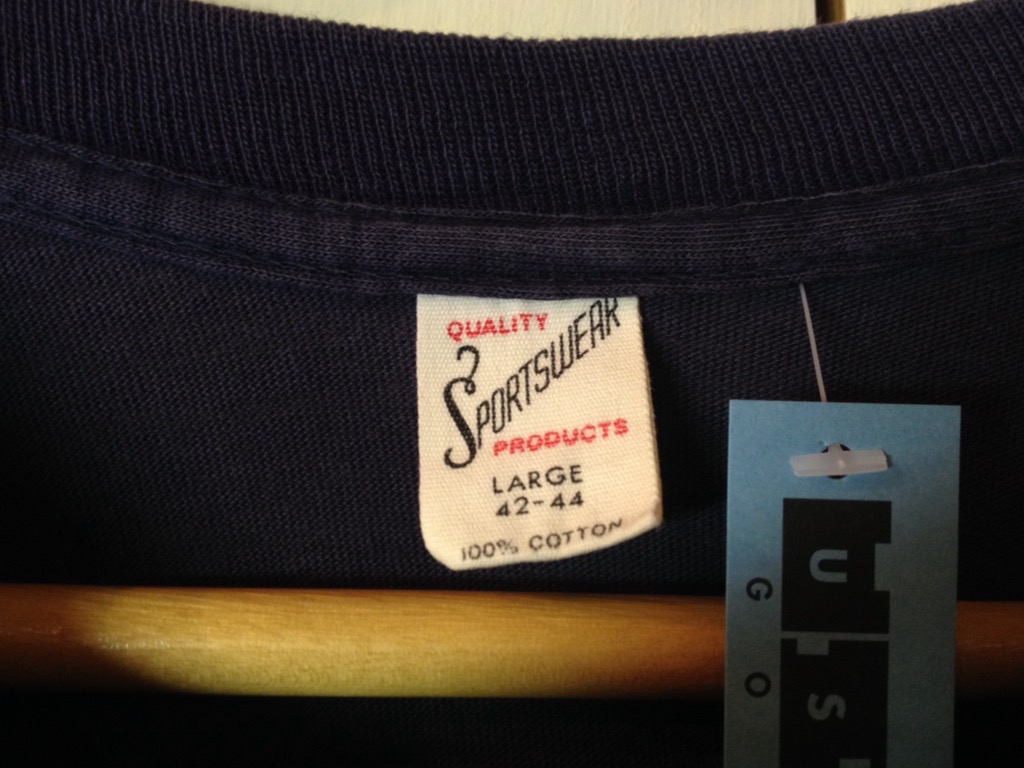 QUALITY
SPORTSWEAR
PRODUCTS
LARGE
42-44
100% COTTON
U S
G O